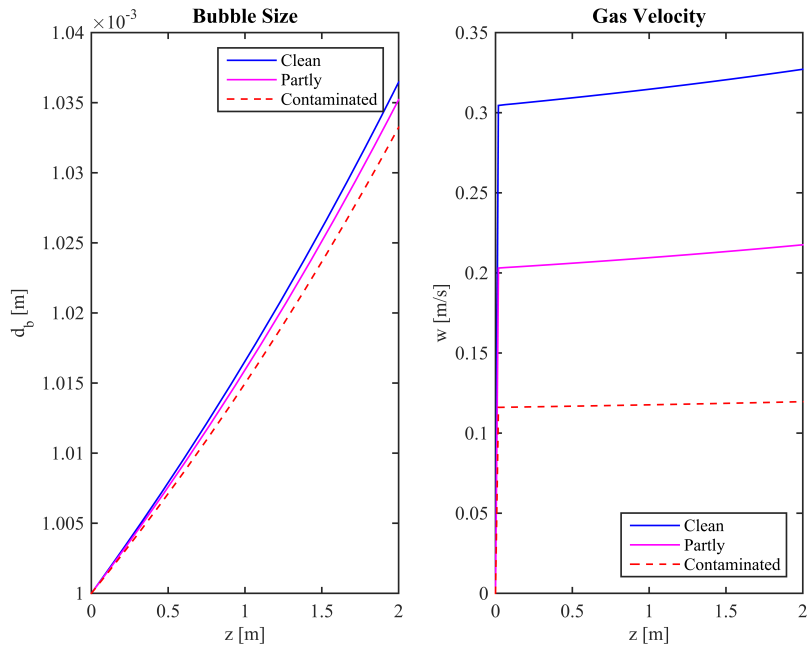 Bubble Size
×10⁻³
1.04
1.035
1.03
1.025
1.02
1.015
1.01
1.005
1
d_b [m]
0 0.5 1 1.5 2
z [m]
Clean
Partly
Contaminated
Gas Velocity
0.35
0.3
0.25
0.2
0.15
0.1
0.05
0
w [m/s]
0 0.5 1 1.5 2
z [m]
Clean
Partly
Contaminated